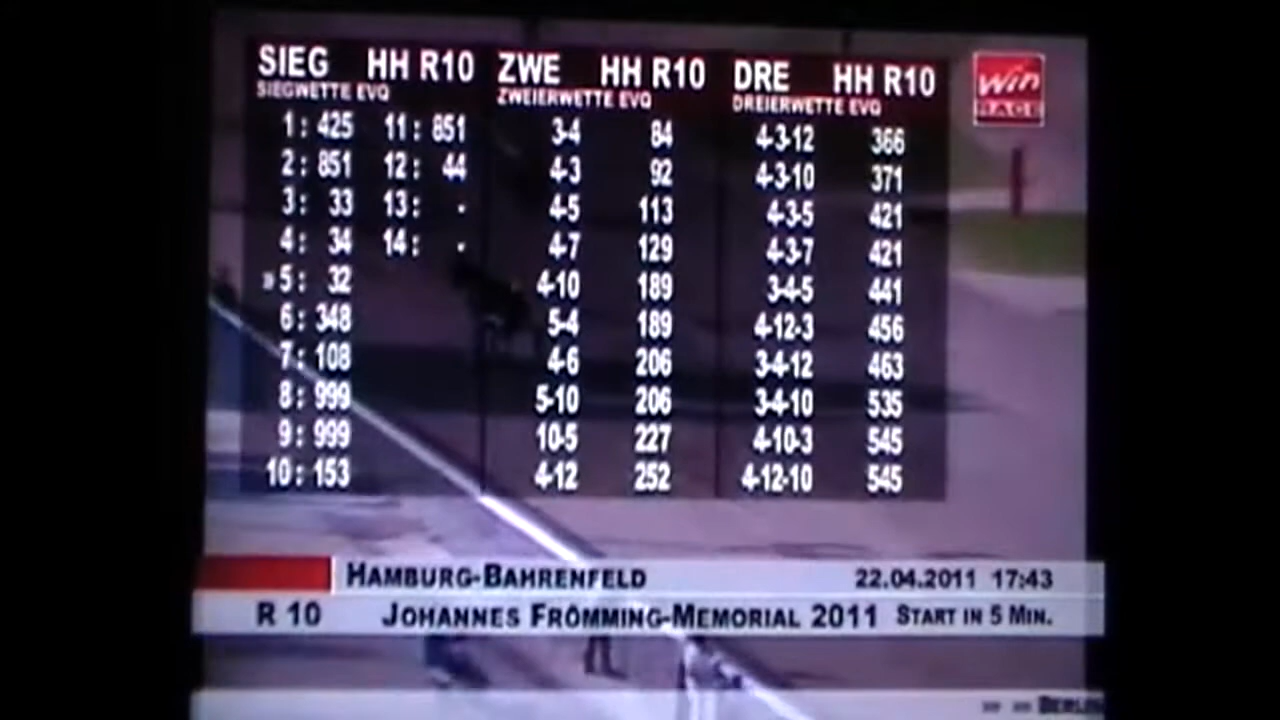 SIEG HH R10
SIEGWETTE EVQ
1: 425 11: 851
2: 851 12: 44
3: 33 13: -
4: 34 14: -
» 5: 32
6: 348
7: 108
8: 999
9: 999
10: 153
ZWE HH R10
ZWEIERWETTE EVQ
3-4 84
4-3 92
4-5 113
4-7 129
4-10 189
5-4 189
4-6 206
5-10 206
10-5 227
4-12 252
DRE HH R10
DREIERWETTE EVQ
4-3-12 366
4-3-10 371
4-3-5 421
4-3-7 421
3-4-5 441
4-12-3 456
3-4-12 463
3-4-10 535
4-10-3 545
4-12-10 545
Win
RACE
HAMBURG-BAHRENFELD 22.04.2011 17:43
R 10 JOHANNES FRÖMMING-MEMORIAL 2011 START IN 5 MIN.